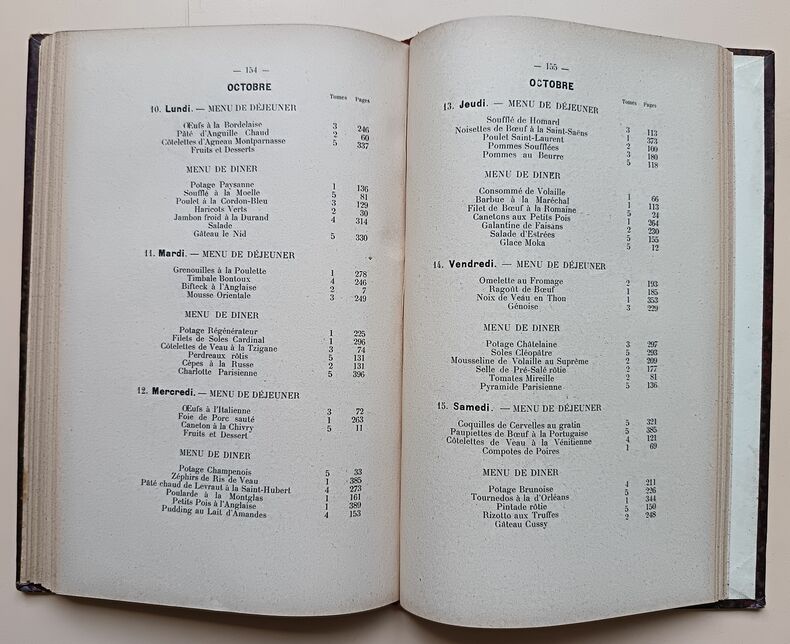 — 154 —
OCTOBRE
Tomes Pages
10. Lundi. — MENU DE DÉJEUNER
Œufs à la Bordelaise 3 246
Pâté d'Anguille Chaud 2 60
Côtelettes d'Agneau Montparnasse 5 337
Fruits et Desserts
MENU DE DINER
Potage Paysanne 1 136
Soufflé à la Moelle 5 81
Poulet à la Cordon-Bleu 3 129
Haricots Verts 2 30
Jambon froid à la Durand 4 314
Salade
Gâteau le Nid 5 330
11. Mardi. — MENU DE DÉJEUNER
Grenouilles à la Poulette 1 278
Timbale Bontoux 4 246
Bifteck à l'Anglaise 2 7
Mousse Orientale 3 249
MENU DE DINER
Potage Régénérateur 1 225
Filets de Soles Cardinal 1 296
Côtelettes de Veau à la Tzigane 3 74
Perdreaux rôtis 5 131
Cèpes à la Russe 2 131
Charlotte Parisienne 5 396
12. Mercredi. — MENU DE DÉJEUNER
Œufs à l'Italienne 3 72
Foie de Porc sauté 1 263
Caneton à la Chivry 5 11
Fruits et Dessert
MENU DE DINER
Potage Champenois 5 33
Zéphirs de Ris de Veau 1 385
Pâté chaud de Levraut à la Saint-Hubert 4 273
Poularde à la Montglas 1 161
Petits Pois à l'Anglaise 1 389
Pudding au Lait d'Amandes 4 153
— 155 —
OCTOBRE
Tomes Pages
13. Jeudi. — MENU DE DÉJEUNER
Soufflé de Homard 3 113
Noisettes de Bœuf à la Saint-Saëns 1 373
Poulet Saint-Laurent 2 100
Pommes Soufflées 3 180
Pommes au Beurre 5 118
MENU DE DINER
Consommé de Volaille 1 66
Barbue à la Maréchal 1 113
Filet de Bœuf à la Romaine 5 24
Canetons aux Petits Pois 1 264
Galantine de Faisans 2 230
Salade d'Estrées 5 155
Glace Moka 5 12
14. Vendredi. — MENU DE DÉJEUNER
Omelette au Fromage 2 193
Ragoût de Bœuf 1 185
Noix de Veau en Thon 1 353
Génoise 3 229
MENU DE DINER
Potage Châtelaine 3 297
Soles Cléopâtre 5 293
Mousseline de Volaille au Suprême 2 209
Selle de Pré-Salé rôtie 2 177
Tomates Mireille 2 81
Pyramide Parisienne 5 136
15. Samedi. — MENU DE DÉJEUNER
Coquilles de Cervelles au gratin 5 321
Paupiettes de Bœuf à la Portugaise 5 385
Côtelettes de Veau à la Vénitienne 4 121
Compotes de Poires 1 69
MENU DE DINER
Potage Brunoise 4 211
Tournedos à la d'Orléans 5 226
Pintade rôtie 1 344
Rizotto aux Truffes 5 150
Gâteau Cussy 2 248